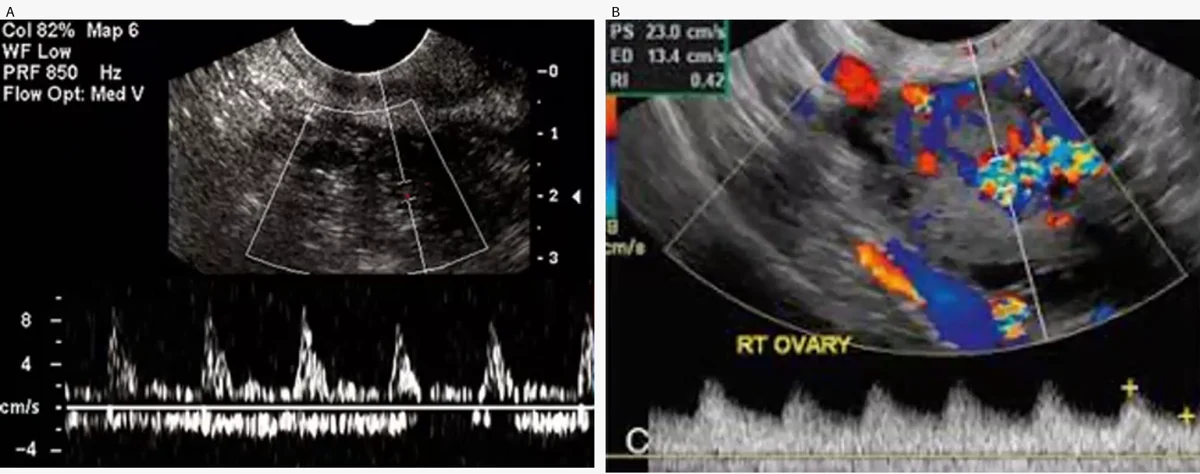 A
Col 82% Map 6
WF Low
PRF 850 Hz
Flow Opt: Med V
0
1
2
3
8
4
cm/s
-4
B
PS 23.0 cm/s
ED 13.4 cm/s
RI 0.42
cm/s
RT OVARY
C